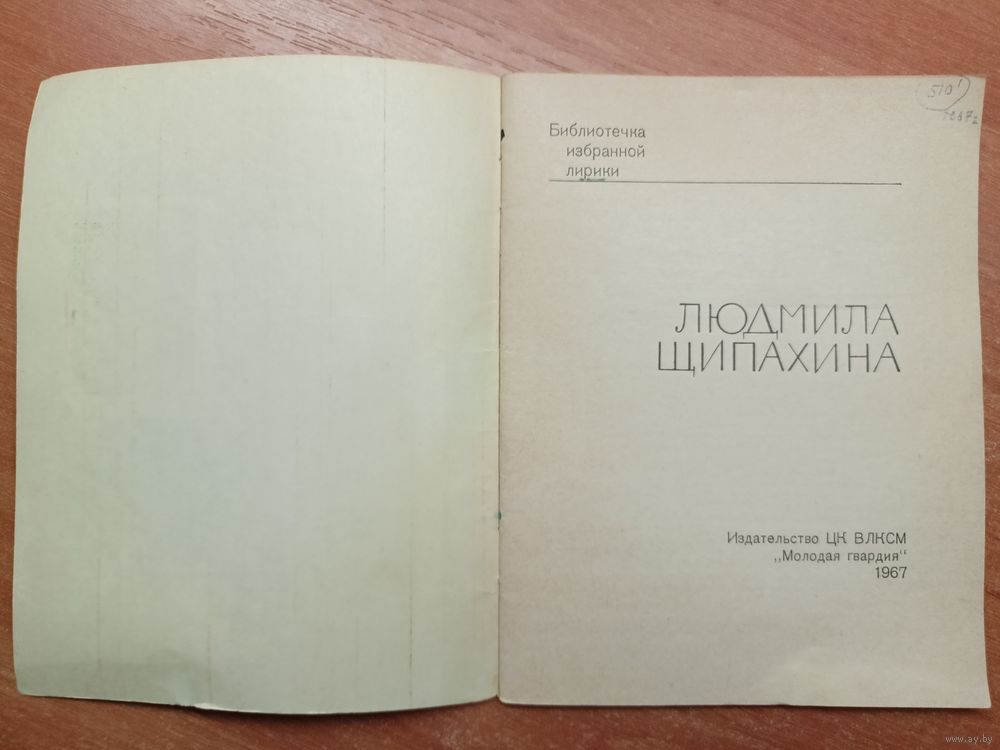 510
Библиотечка
избранной
лирики
ЛЮДМИЛА
ЩИПАХИНА
Издательство ЦК ВЛКСМ
„Молодая гвардия“
1967
www.ay.by